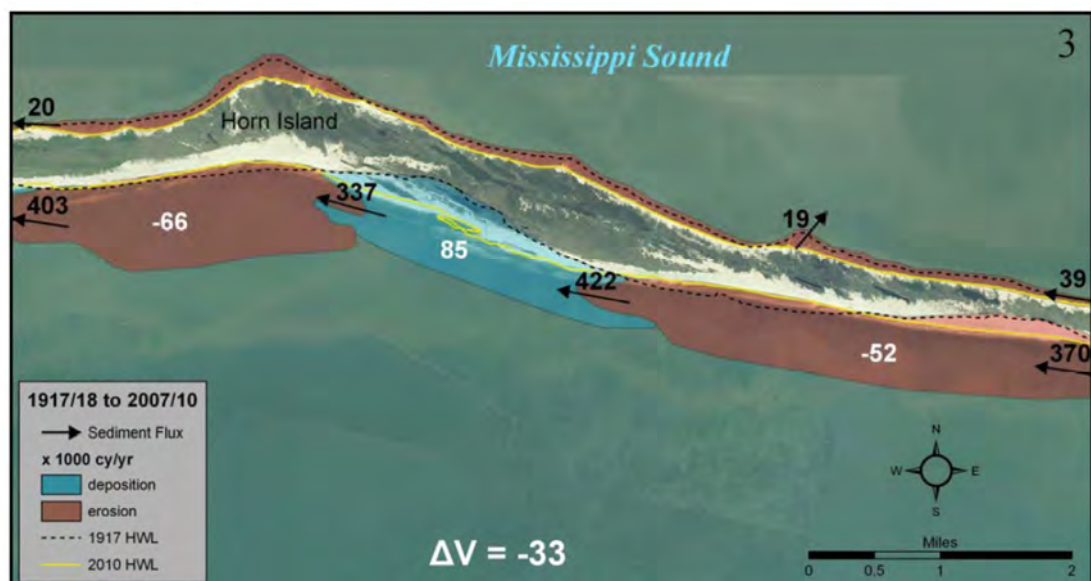 3
Mississippi Sound
20
Horn Island
403
-66
337
85
422
19
39
-52
370
1917/18 to 2007/10
Sediment Flux
x 1000 cy/yr
deposition
erosion
1917 HWL
2010 HWL
ΔV = -33
N
W E
S
Miles
0 0.5 1 2